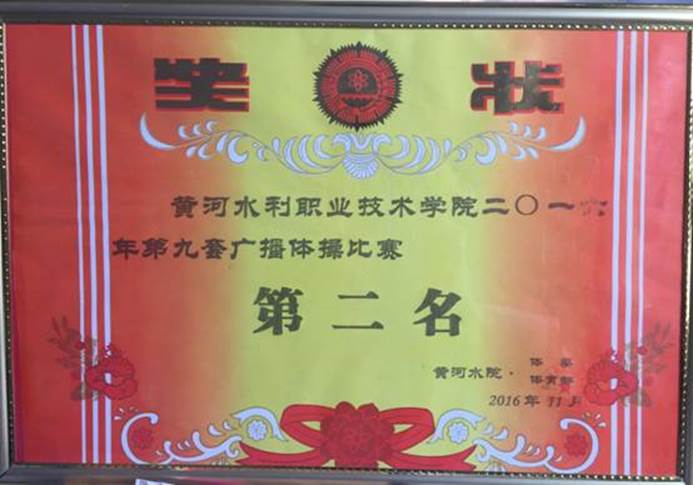 奖 状
黄河水利职业技术学院二〇一六
年第九套广播体操比赛
第二名
体
黄河水院·
体育部
2016年11月